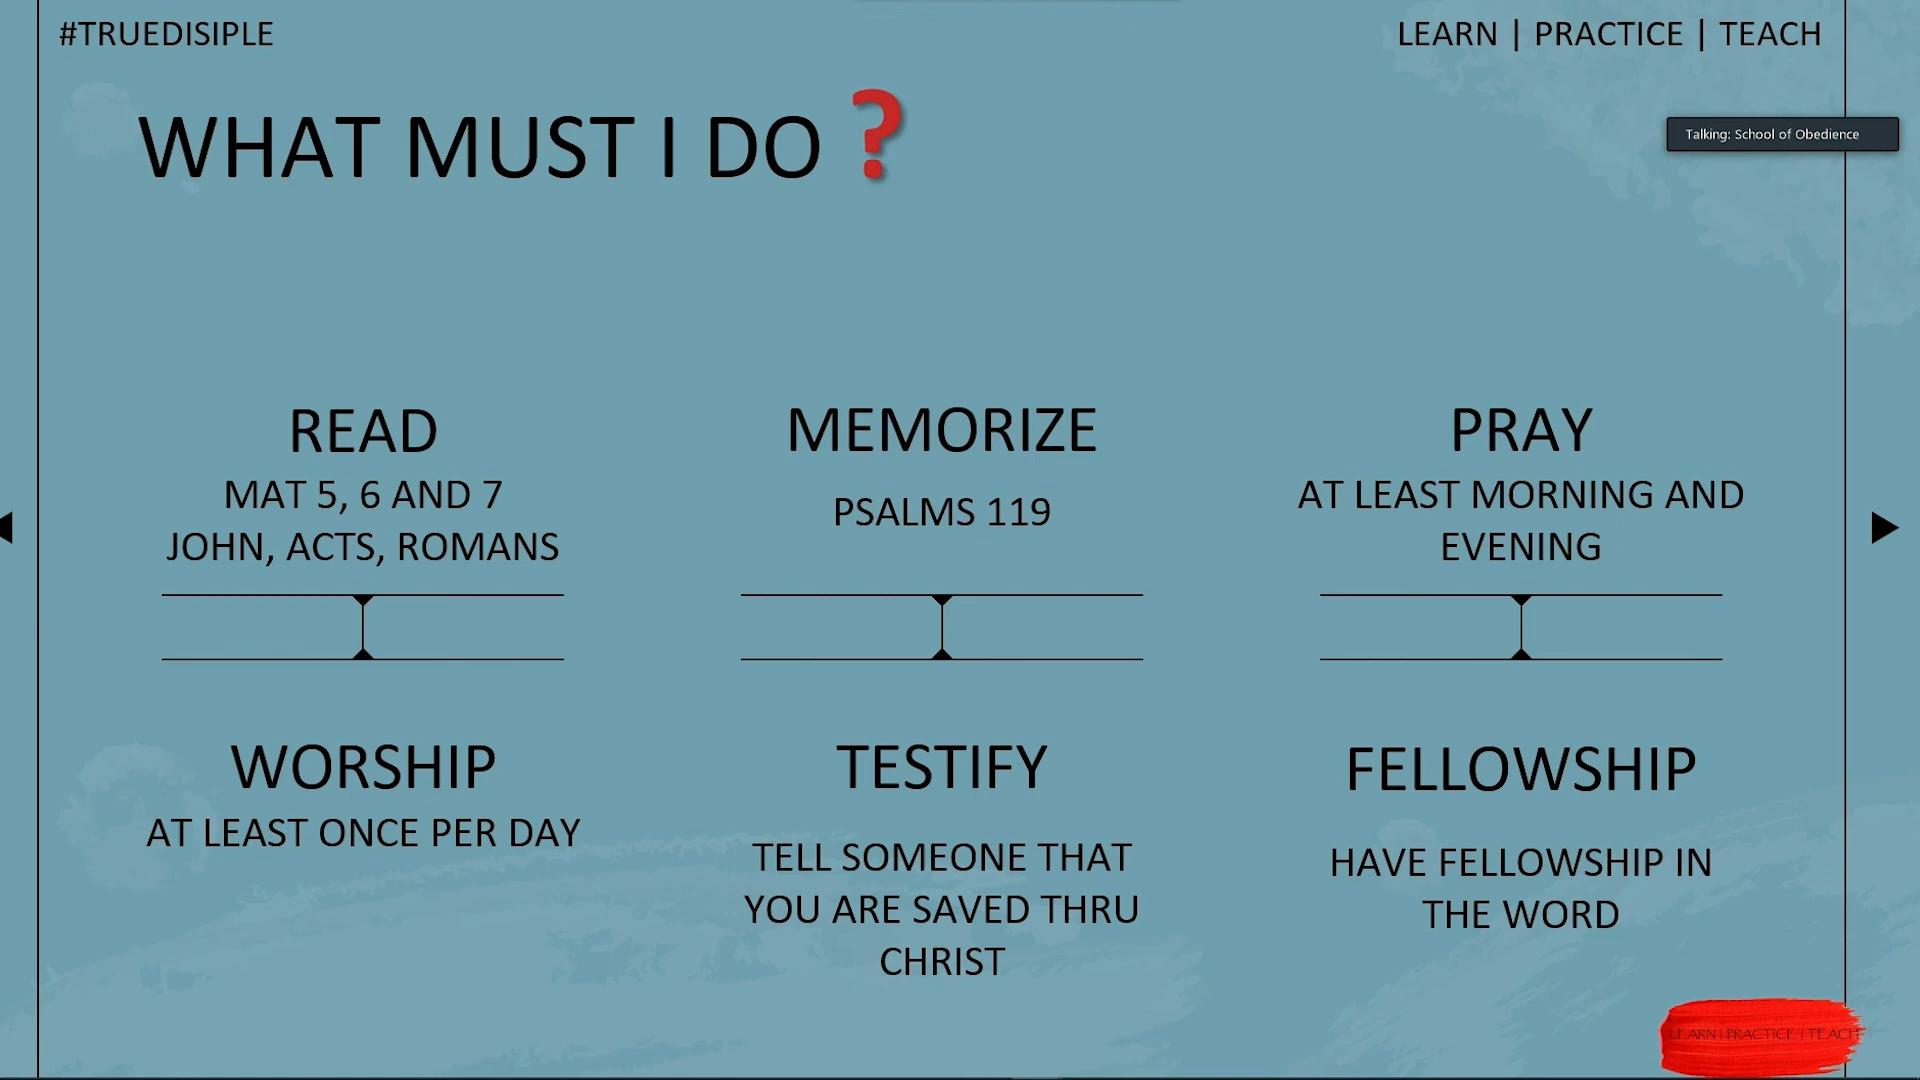 #TRUEDISIPLE
LEARN | PRACTICE | TEACH
WHAT MUST I DO ?
Talking: School of Obedience
READ
MAT 5, 6 AND 7
JOHN, ACTS, ROMANS
MEMORIZE
PSALMS 119
PRAY
AT LEAST MORNING AND
EVENING
WORSHIP
AT LEAST ONCE PER DAY
TESTIFY
TELL SOMEONE THAT
YOU ARE SAVED THRU
CHRIST
FELLOWSHIP
HAVE FELLOWSHIP IN
THE WORD
LEARN | PRACTICE | TEACH